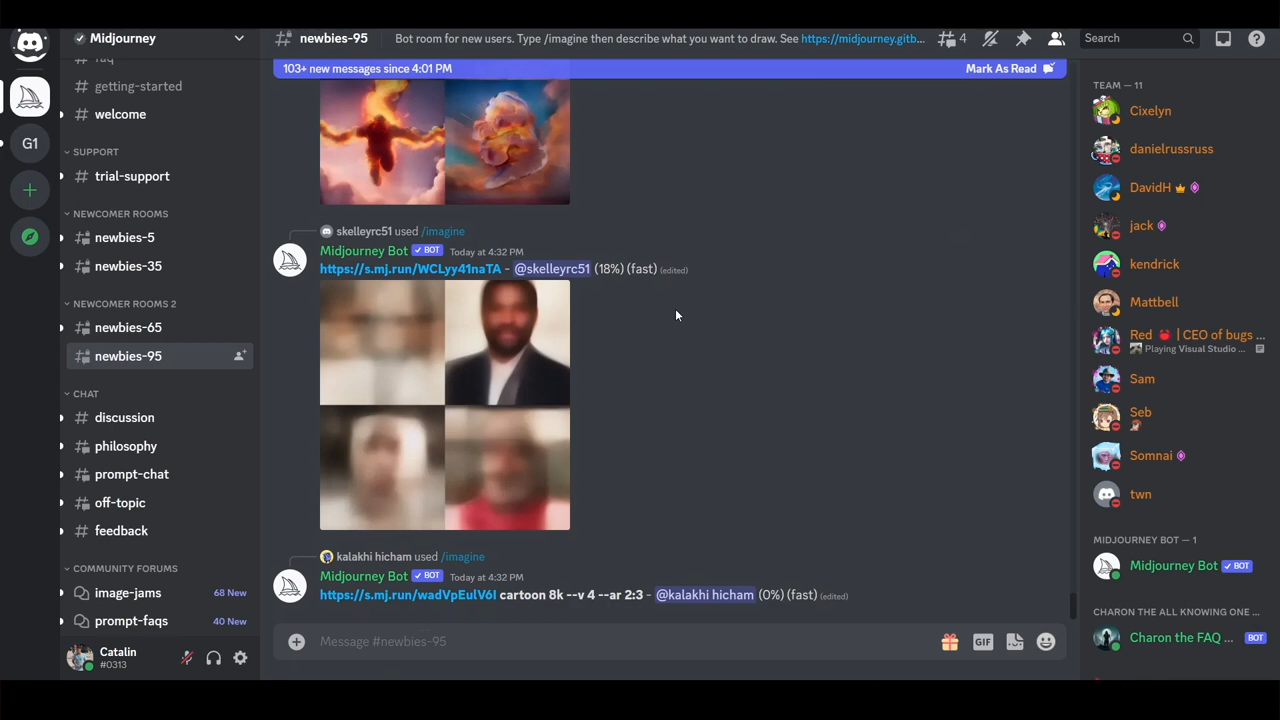 Midjourney
faq
getting-started
welcome
G1
SUPPORT
trial-support
NEWCOMER ROOMS
newbies-5
newbies-35
NEWCOMER ROOMS 2
newbies-65
newbies-95
CHAT
discussion
philosophy
prompt-chat
off-topic
feedback
COMMUNITY FORUMS
image-jams 68 New
prompt-faqs 40 New
Catalin
#0313
newbies-95 Bot room for new users. Type /imagine then describe what you want to draw. See https://midjourney.gitb... 4 Search
103+ new messages since 4:01 PM Mark As Read
skelleyrc51 used /imagine
Midjourney Bot BOT Today at 4:32 PM
https://s.mj.run/WCLyy41naTA - @skelleyrc51 (18%) (fast) (edited)
kalakhi hicham used /imagine
Midjourney Bot BOT Today at 4:32 PM
https://s.mj.run/wadVpEulV6I cartoon 8k --v 4 --ar 2:3 - @kalakhi hicham (0%) (fast) (edited)
Message #newbies-95
GIF
TEAM — 11
Cixelyn
danielrussruss
DavidH
jack
kendrick
Mattbell
Red | CEO of bugs ...
Playing Visual Studio ...
Sam
Seb
Somnai
twn
MIDJOURNEY BOT — 1
Midjourney Bot BOT
CHARON THE ALL KNOWING ONE ...
Charon the FAQ ... BOT